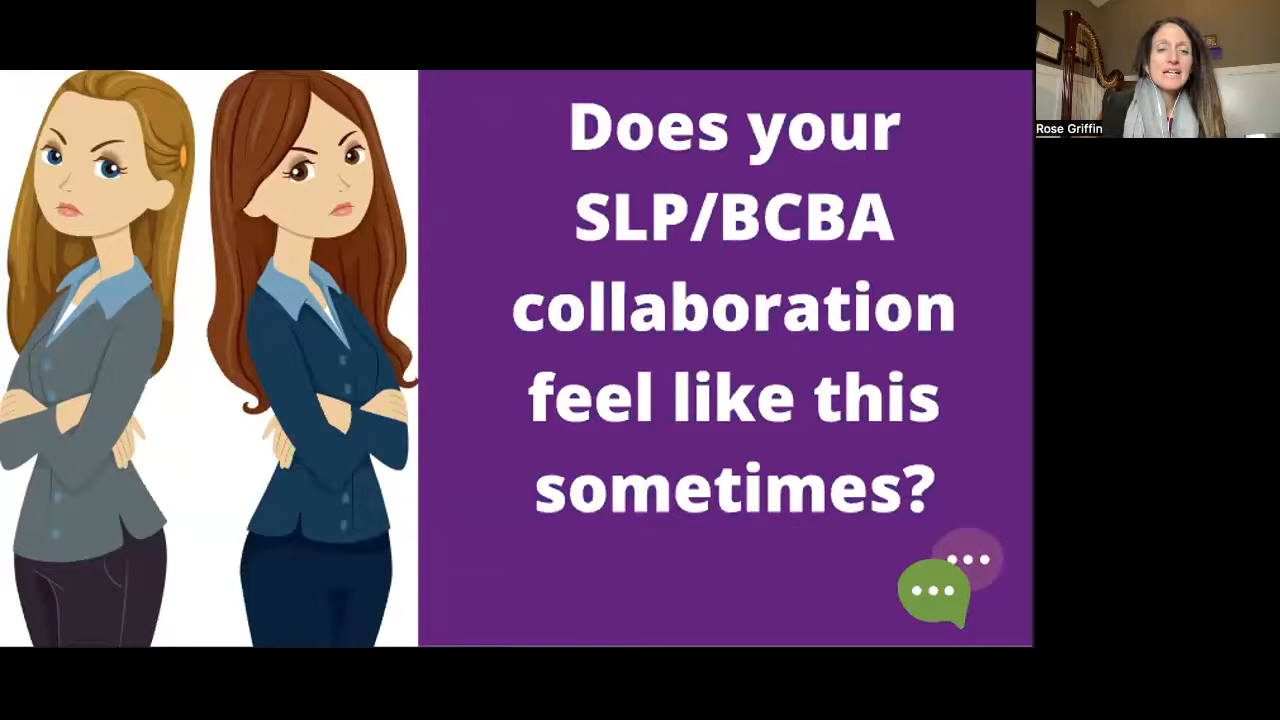 Does your
SLP/BCBA
collaboration
feel like this
sometimes?
Rose Griffin